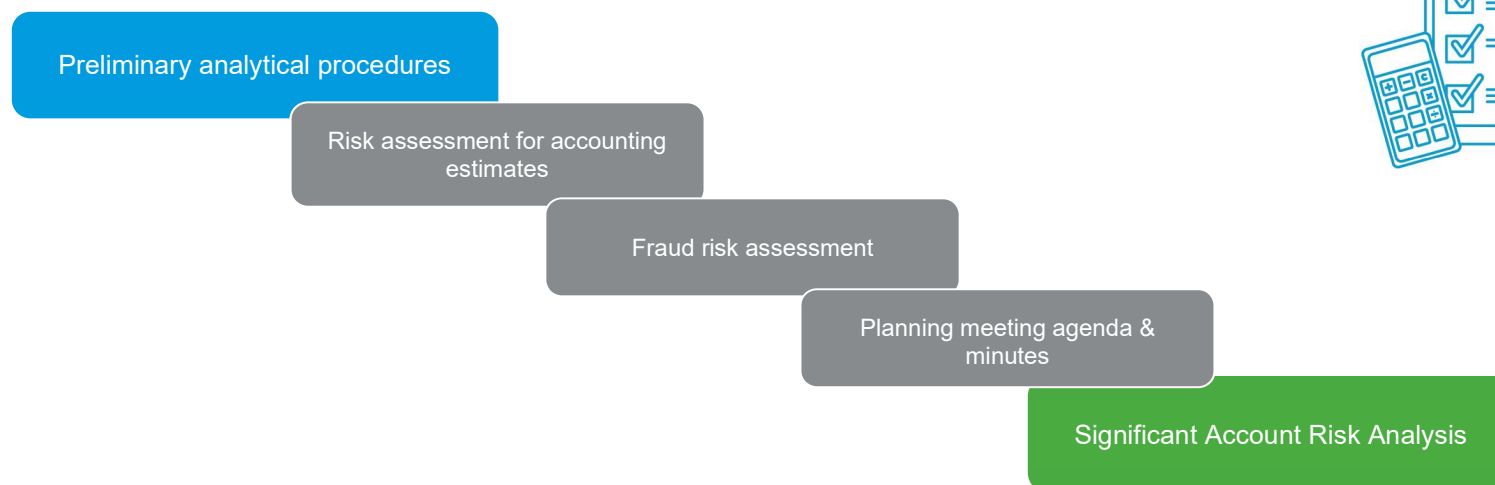 Preliminary analytical procedures
Risk assessment for accounting
estimates
Fraud risk assessment
Planning meeting agenda &
minutes
Significant Account Risk Analysis